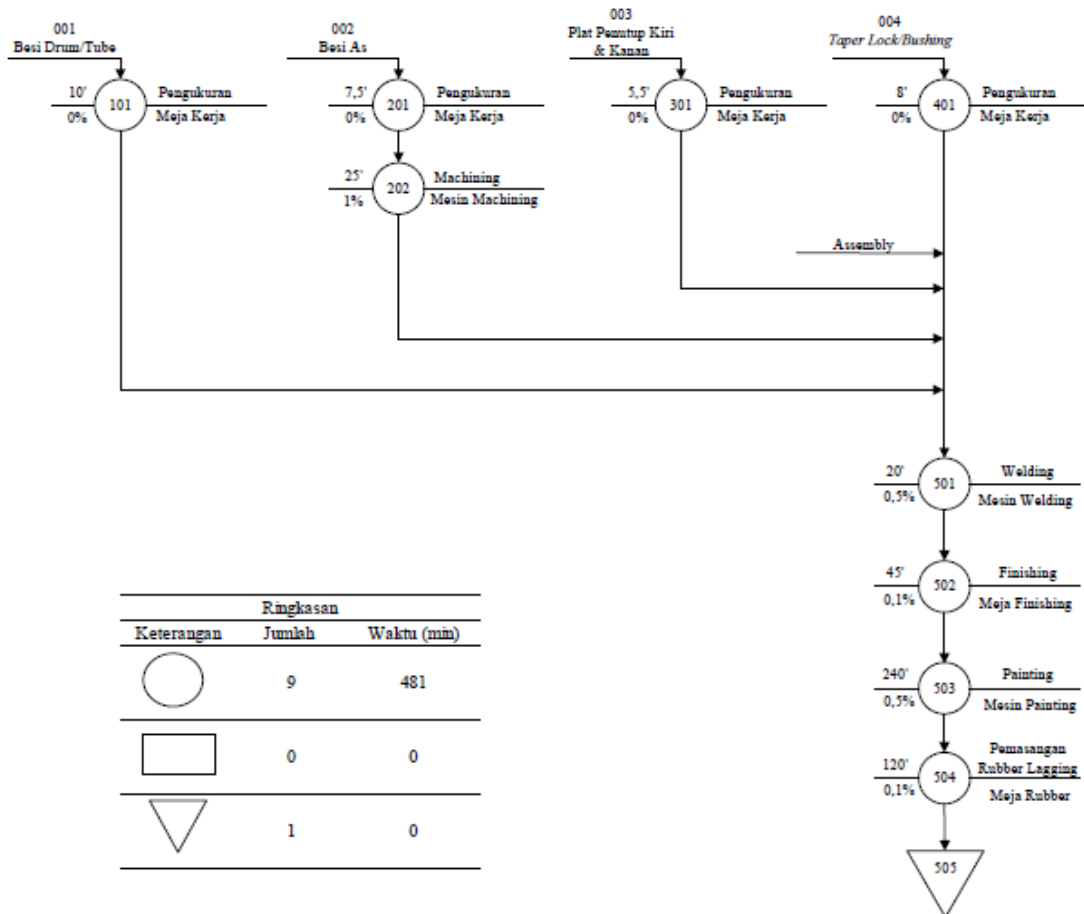 001
Besi Drum/Tube
10'
0%
101
Pengukuran
Meja Kerja
002
Besi As
7,5'
0%
201
Pengukuran
Meja Kerja
25'
1%
202
Machining
Mesin Machining
003
Plat Penutup Kiri
& Kanan
5,5'
0%
301
Pengukuran
Meja Kerja
004
Taper Lock/Bushing
8'
0%
401
Pengukuran
Meja Kerja
Assembly
20'
0,5%
501
Welding
Mesin Welding
45'
0,1%
502
Finishing
Meja Finishing
240'
0,5%
503
Painting
Mesin Painting
120'
0,1%
504
Pemasangan
Rubber Lagging
Meja Rubber
505
Ringkasan
Keterangan Jumlah Waktu (min)
9 481
0 0
1 0